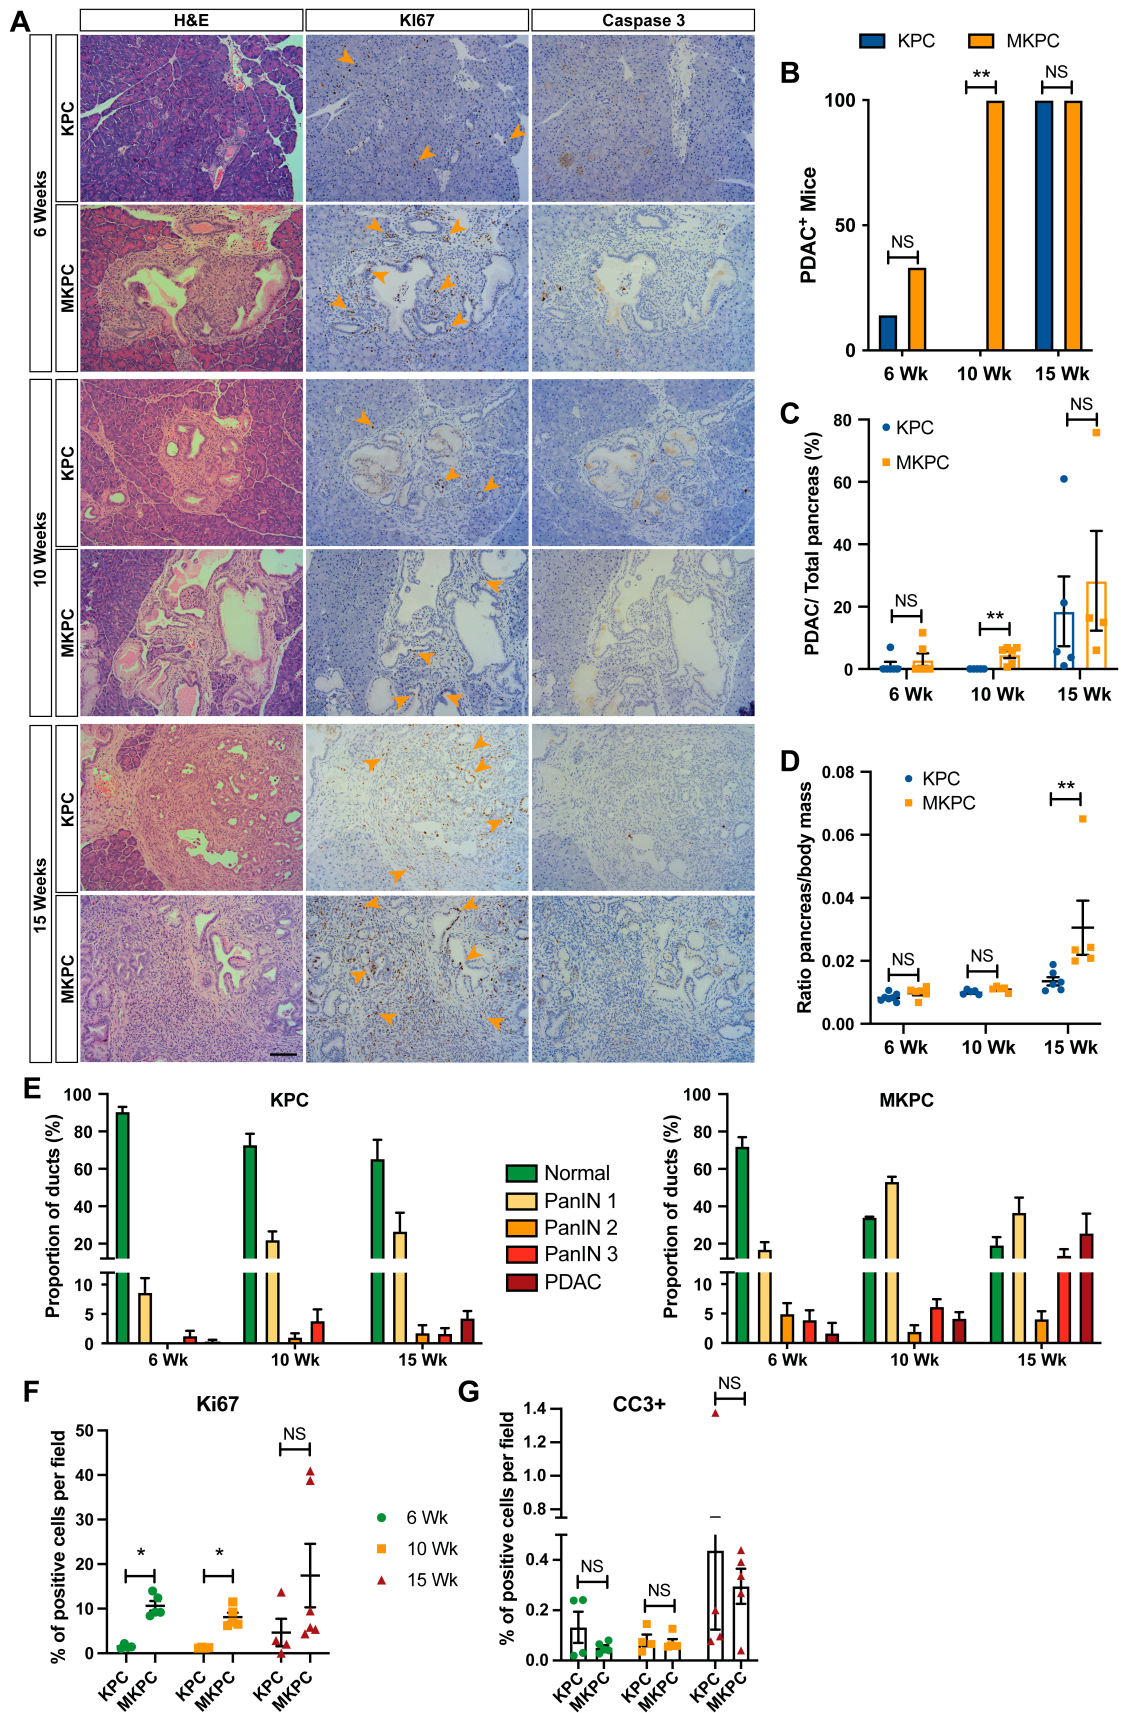 A
H&E
KI67
Caspase 3
6 Weeks
KPC
MKPC
10 Weeks
KPC
MKPC
15 Weeks
KPC
MKPC
KPC
MKPC
B
PDAC+ Mice
100
50
0
NS
**
NS
6 Wk
10 Wk
15 Wk
C
PDAC/ Total pancreas (%)
80
60
40
20
0
KPC
MKPC
NS
**
NS
6 Wk
10 Wk
15 Wk
D
Ratio pancreas/body mass
0.08
0.06
0.04
0.02
0.00
KPC
MKPC
NS
NS
**
6 Wk
10 Wk
15 Wk
E
KPC
Proportion of ducts (%)
100
80
60
40
20
10
5
0
6 Wk
10 Wk
15 Wk
Normal
PanIN 1
PanIN 2
PanIN 3
PDAC
MKPC
Proportion of ducts (%)
100
80
60
40
20
10
5
0
6 Wk
10 Wk
15 Wk
F
Ki67
% of positive cells per field
50
40
30
20
10
0
*
*
NS
KPC
MKPC
KPC
MKPC
KPC
MKPC
6 Wk
10 Wk
15 Wk
G
CC3+
% of positive cells per field
1.4
1.2
1.0
0.8
0.4
0.2
0.0
NS
NS
NS
KPC
MKPC
KPC
MKPC
KPC
MKPC